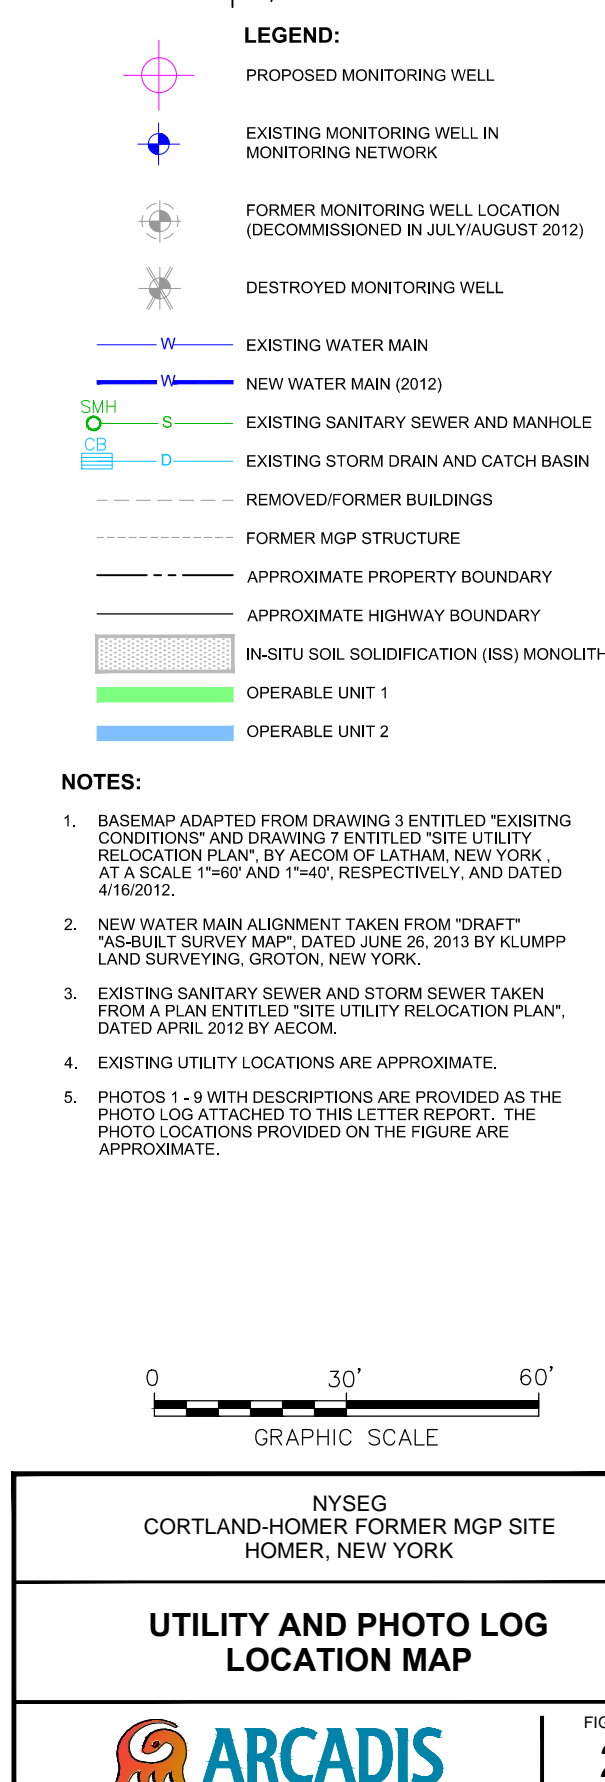 LEGEND:
PROPOSED MONITORING WELL
EXISTING MONITORING WELL IN
MONITORING NETWORK
FORMER MONITORING WELL LOCATION
(DECOMMISSIONED IN JULY/AUGUST 2012)
DESTROYED MONITORING WELL
W EXISTING WATER MAIN
W NEW WATER MAIN (2012)
SMH
S EXISTING SANITARY SEWER AND MANHOLE
CB
D EXISTING STORM DRAIN AND CATCH BASIN
REMOVED/FORMER BUILDINGS
FORMER MGP STRUCTURE
APPROXIMATE PROPERTY BOUNDARY
APPROXIMATE HIGHWAY BOUNDARY
IN-SITU SOIL SOLIDIFICATION (ISS) MONOLITH
OPERABLE UNIT 1
OPERABLE UNIT 2
NOTES:
1. BASEMAP ADAPTED FROM DRAWING 3 ENTITLED "EXISITNG
CONDITIONS" AND DRAWING 7 ENTITLED "SITE UTILITY
RELOCATION PLAN", BY AECOM OF LATHAM, NEW YORK ,
AT A SCALE 1"=60' AND 1"=40', RESPECTIVELY, AND DATED
4/16/2012.
2. NEW WATER MAIN ALIGNMENT TAKEN FROM "DRAFT"
"AS-BUILT SURVEY MAP", DATED JUNE 26, 2013 BY KLUMPP
LAND SURVEYING, GROTON, NEW YORK.
3. EXISTING SANITARY SEWER AND STORM SEWER TAKEN
FROM A PLAN ENTITLED "SITE UTILITY RELOCATION PLAN",
DATED APRIL 2012 BY AECOM.
4. EXISTING UTILITY LOCATIONS ARE APPROXIMATE.
5. PHOTOS 1 - 9 WITH DESCRIPTIONS ARE PROVIDED AS THE
PHOTO LOG ATTACHED TO THIS LETTER REPORT. THE
PHOTO LOCATIONS PROVIDED ON THE FIGURE ARE
APPROXIMATE.
0 30' 60'
GRAPHIC SCALE
NYSEG
CORTLAND-HOMER FORMER MGP SITE
HOMER, NEW YORK
UTILITY AND PHOTO LOG
LOCATION MAP
ARCADIS